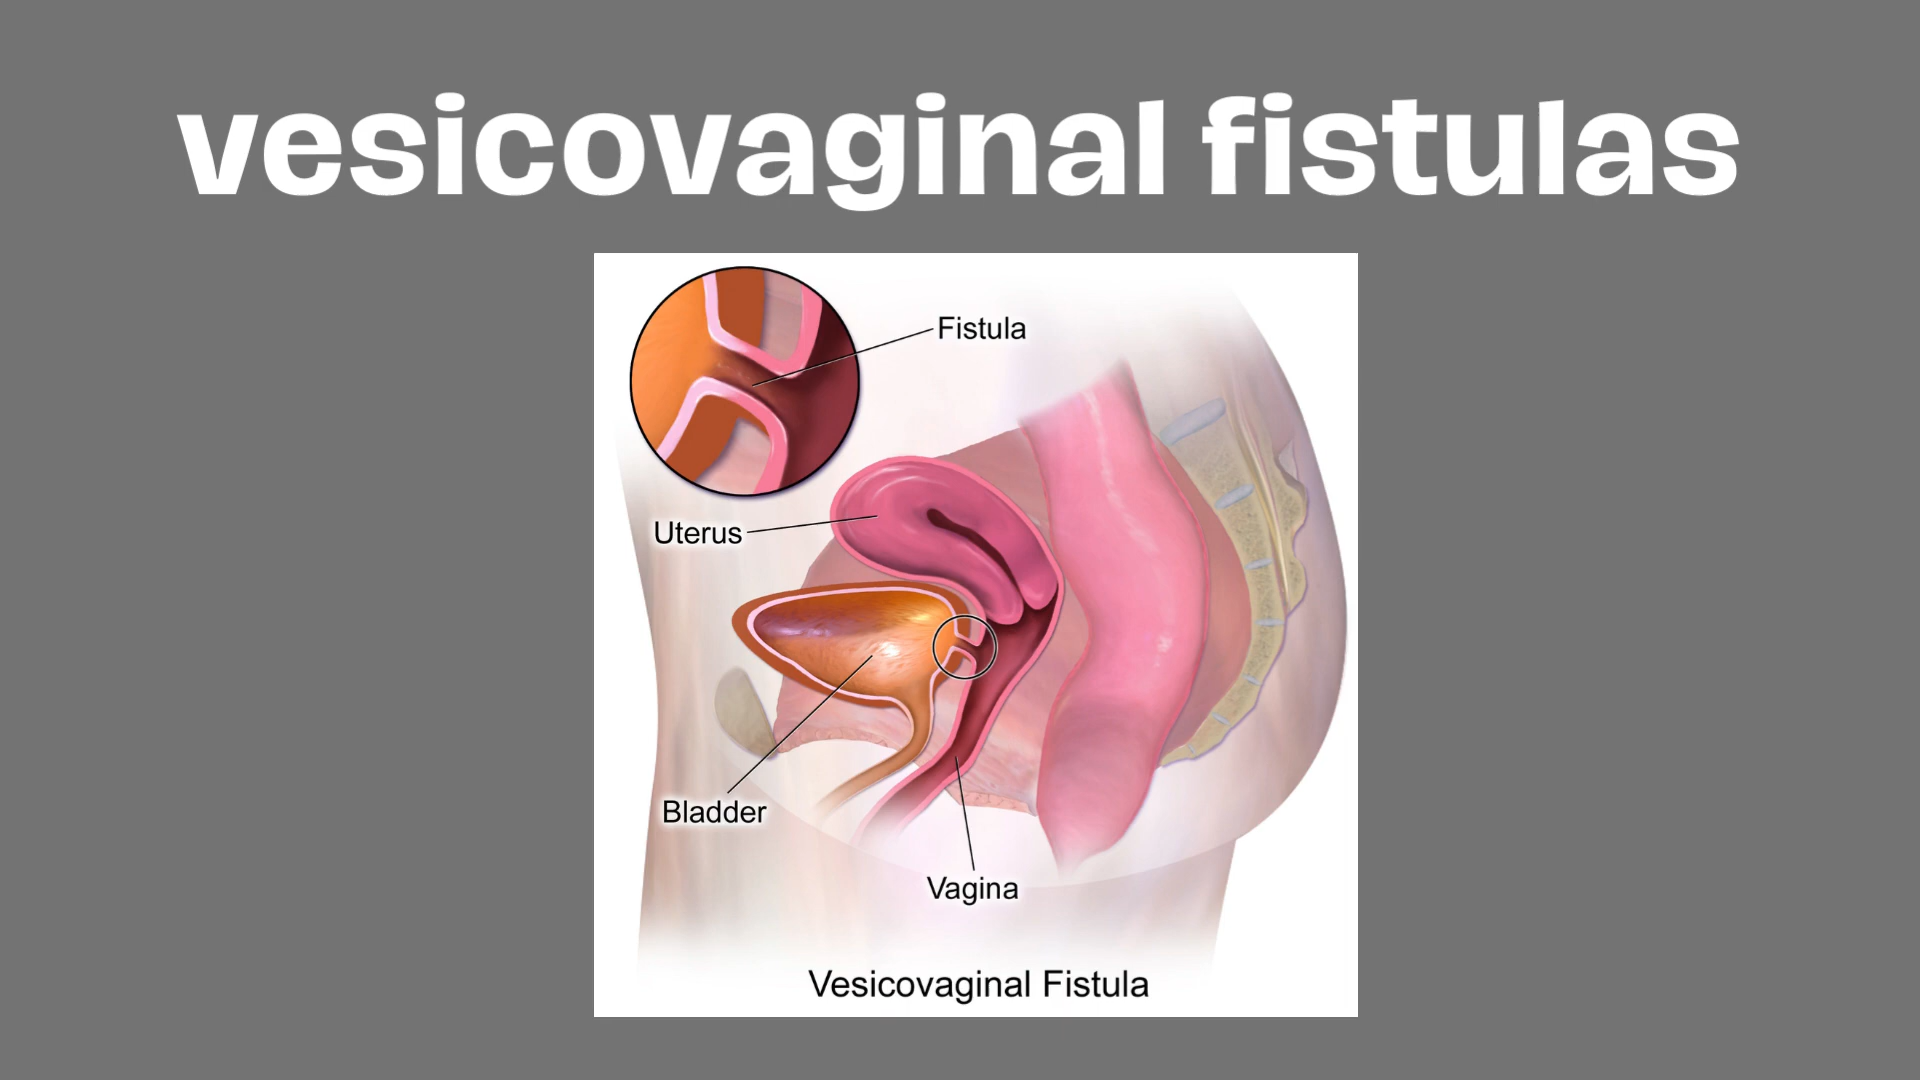 vesicovaginal fistulas
Fistula
Uterus
Bladder
Vagina
Vesicovaginal Fistula